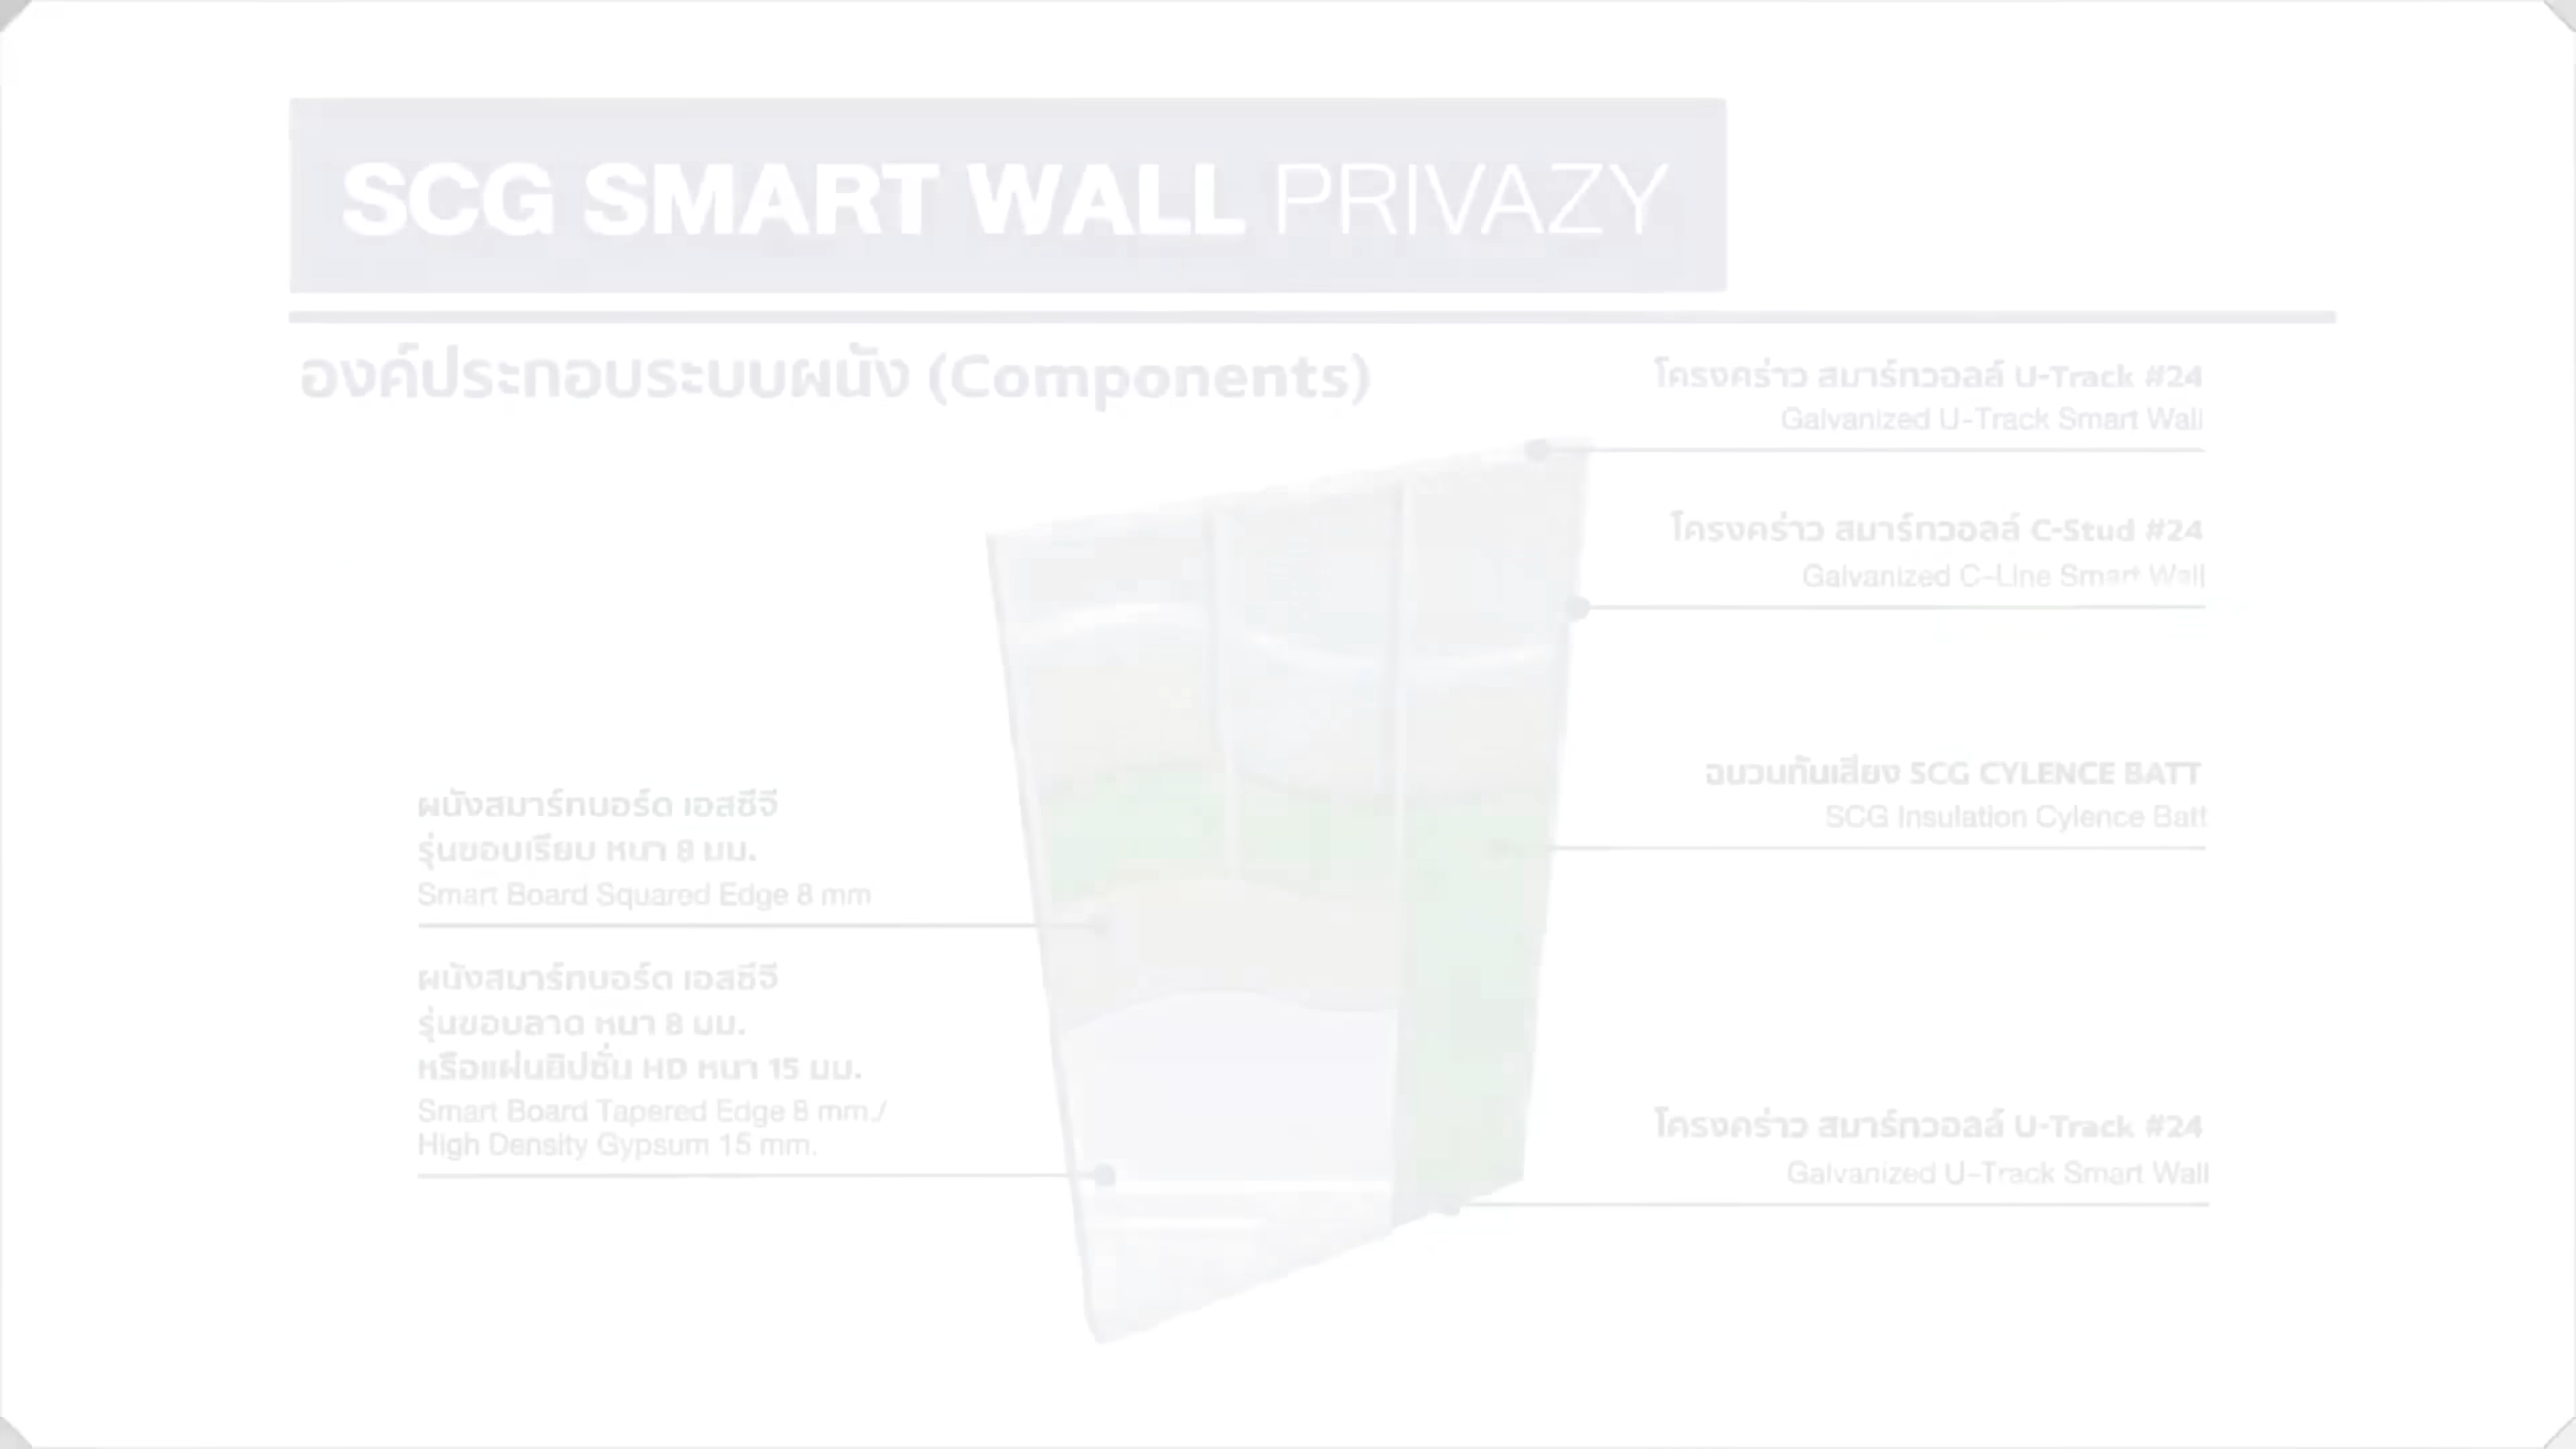 SCG SMART WALL PRIVAZY
องค์ประกอบระบบผนัง (Components)
โครงคร่าว สมาร์ทวอลล์ U-Track #24
Galvanized U-Track Smart Wall
โครงคร่าว สมาร์ทวอลล์ C-Stud #24
Galvanized C-Line Smart Wall
ฉนวนกันเสียง SCG CYLENCE BATT
SCG Insulation Cylence Batt
ผนังสมาร์ทบอร์ด เอสซีจี
รุ่นขอบเรียบ หนา 8 มม.
Smart Board Squared Edge 8 mm
ผนังสมาร์ทบอร์ด เอสซีจี
รุ่นขอบลาด หนา 8 มม.
หรือแผ่นยิปซั่ม HD หนา 15 มม.
Smart Board Tapered Edge 8 mm./
High Density Gypsum 15 mm.
โครงคร่าว สมาร์ทวอลล์ U-Track #24
Galvanized U-Track Smart Wall